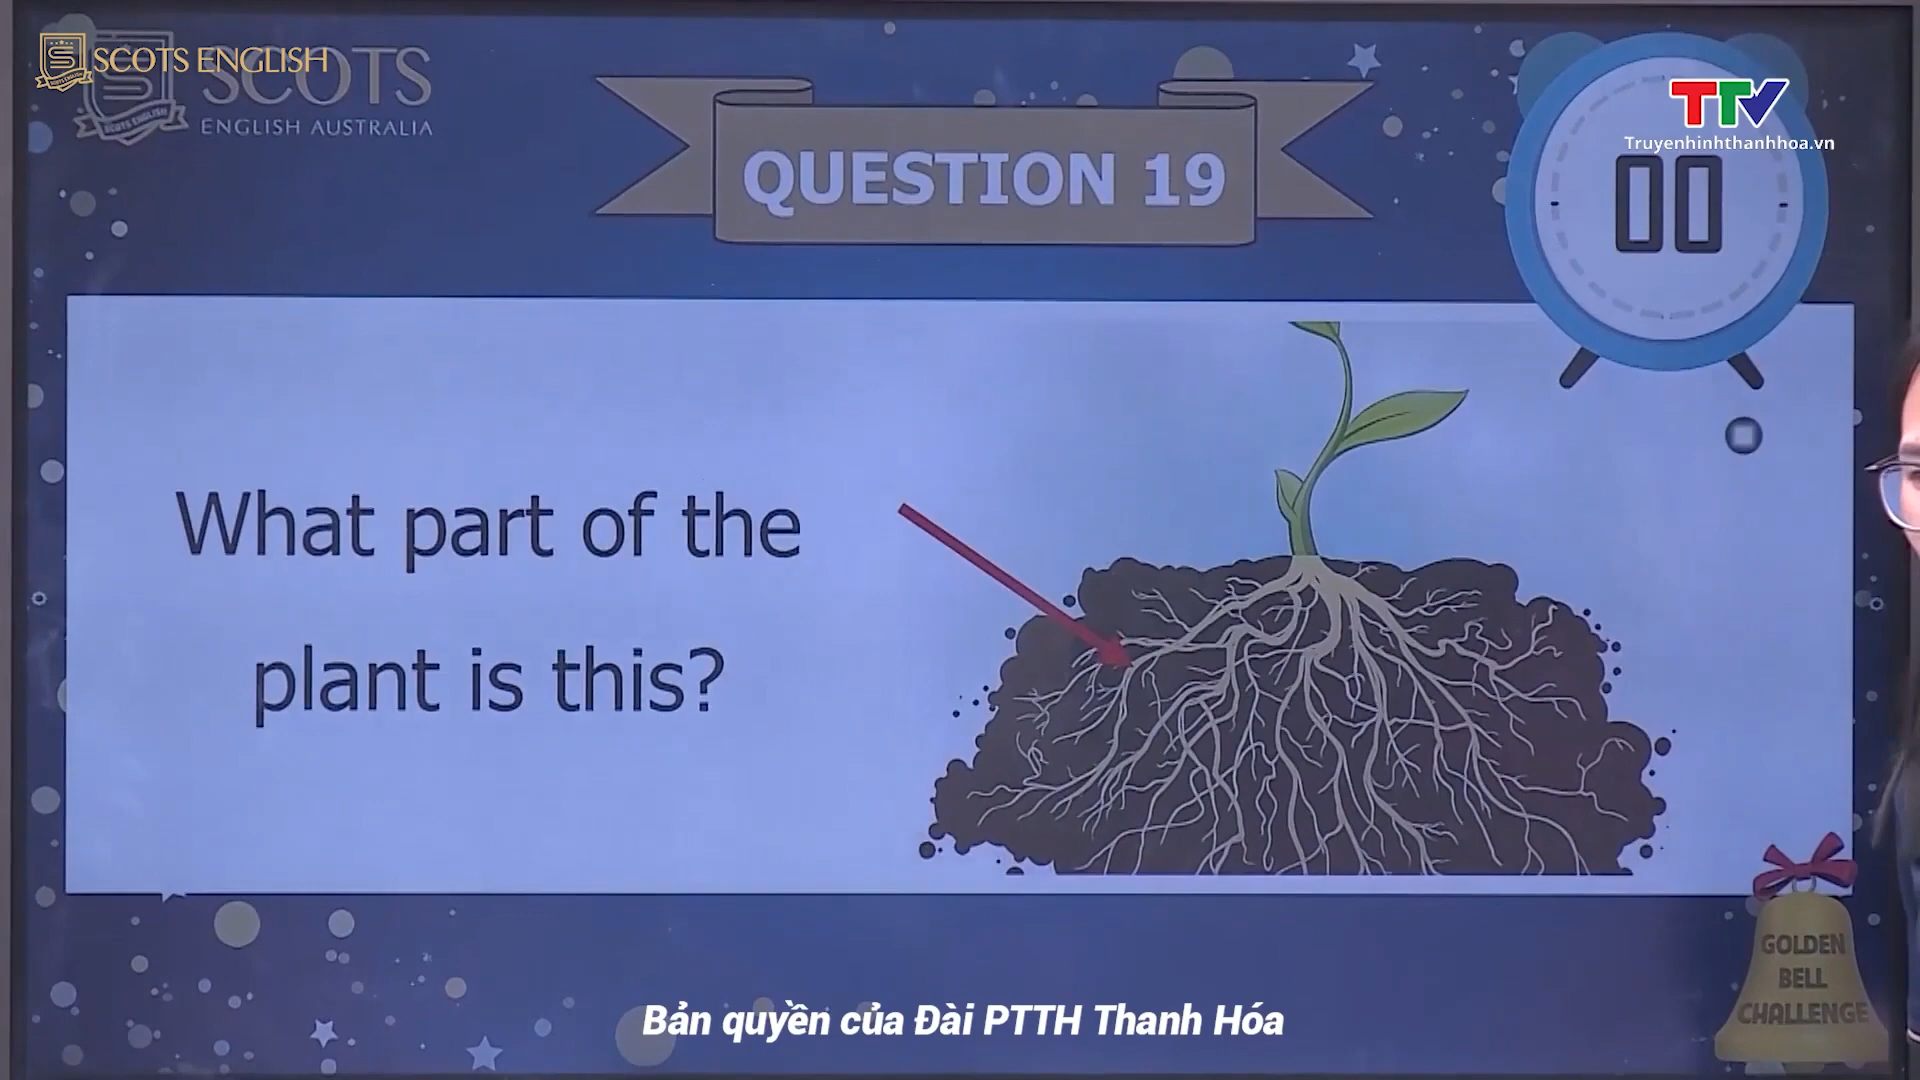 SCOTS ENGLISH
SCOTS
ENGLISH AUSTRALIA
QUESTION 19
TTV
Truyenhinhthanhhoa.vn
00
What part of the
plant is this?
GOLDEN
BELL
CHALLENGE
Bản quyền của Đài PTTH Thanh Hóa